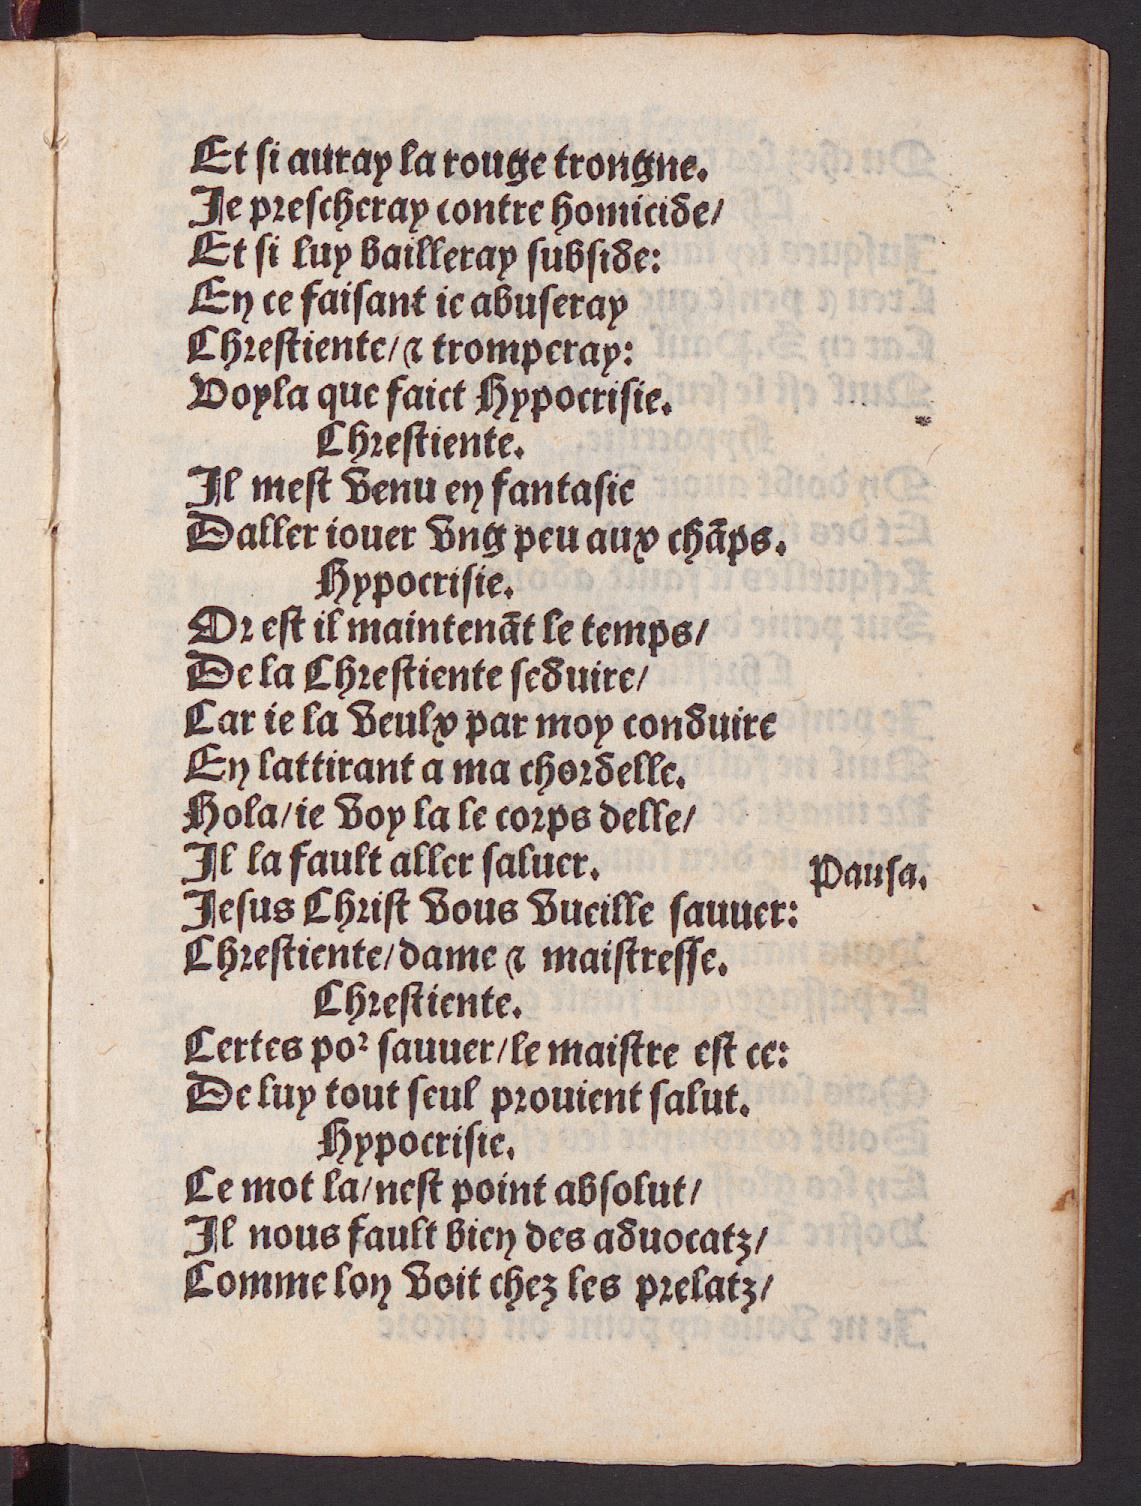 Et si auray la rouge trongne.
Je prescheray contre homicide/
Et si luy bailleray subside:
En ce faisant ie abuseray
Chrestiente/⁊ tromperay:
Voyla que faict Hypocrisie.
Chrestiente.
Il mest venu en fantasie
Daller iouer vng peu aux chãps.
Hypocrisie.
Or est il maintenãt le temps/
De la Chrestiente seduire/
Car ie la veulx par moy conduire
En lattirant a ma chordelle.
Hola/ie voy la le corps delle/
Il la fault aller saluer. Pausa.
Jesus Christ vous vueille sauuer:
Chrestiente/dame ⁊ maistresse.
Chrestiente.
Certes poꝛ sauuer/le maistre est ce:
De luy tout seul prouient salut.
Hypocrisie.
Ce mot la/nest point absolut/
Il nous fault bien des aduocatz/
Comme lon voit chez les prelatz/